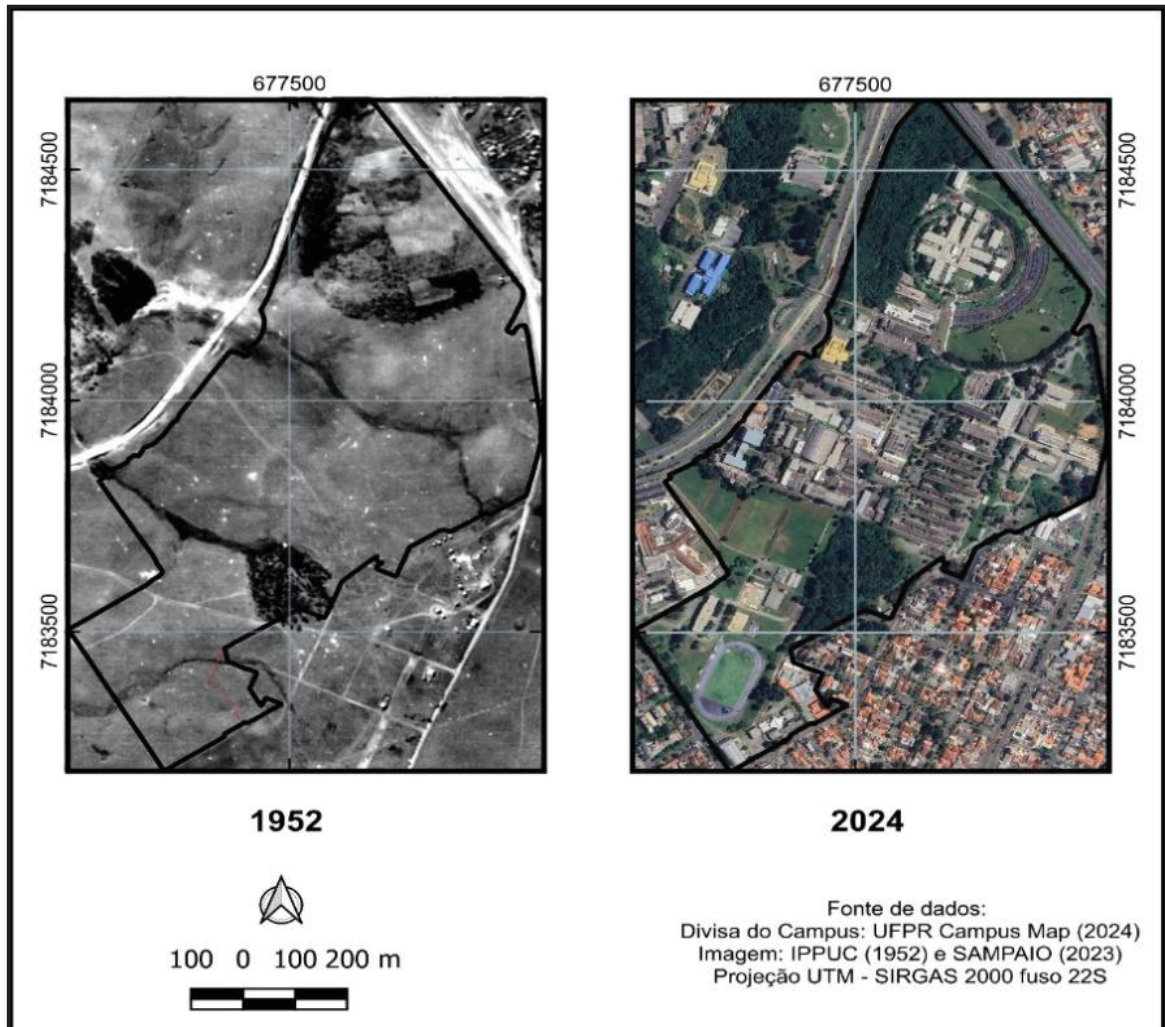 677500
677500
7184500
7184500
7184000
7184000
7183500
7183500
1952
2024
100 0 100 200 m
Fonte de dados:
Divisa do Campus: UFPR Campus Map (2024)
Imagem: IPPUC (1952) e SAMPAIO (2023)
Projeção UTM - SIRGAS 2000 fuso 22S